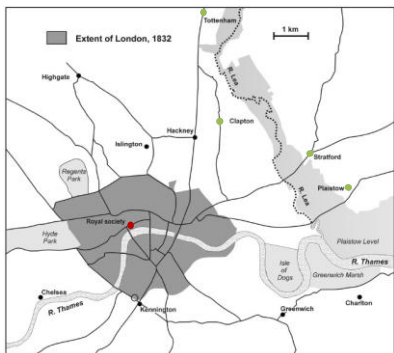 Tottenham
1 km
Extent of London, 1832
Highgate
R. Lea
Clapton
Hackney
Islington
Stratford
Regents
Park
Plaistow
R. Lea
Royal society
Hyde
Park
Plaistow Level
Isle
of
Dogs
R. Thames
Greenwich Marsh
Chelsea
R. Thames
Kennington
Greenwich
Charlton